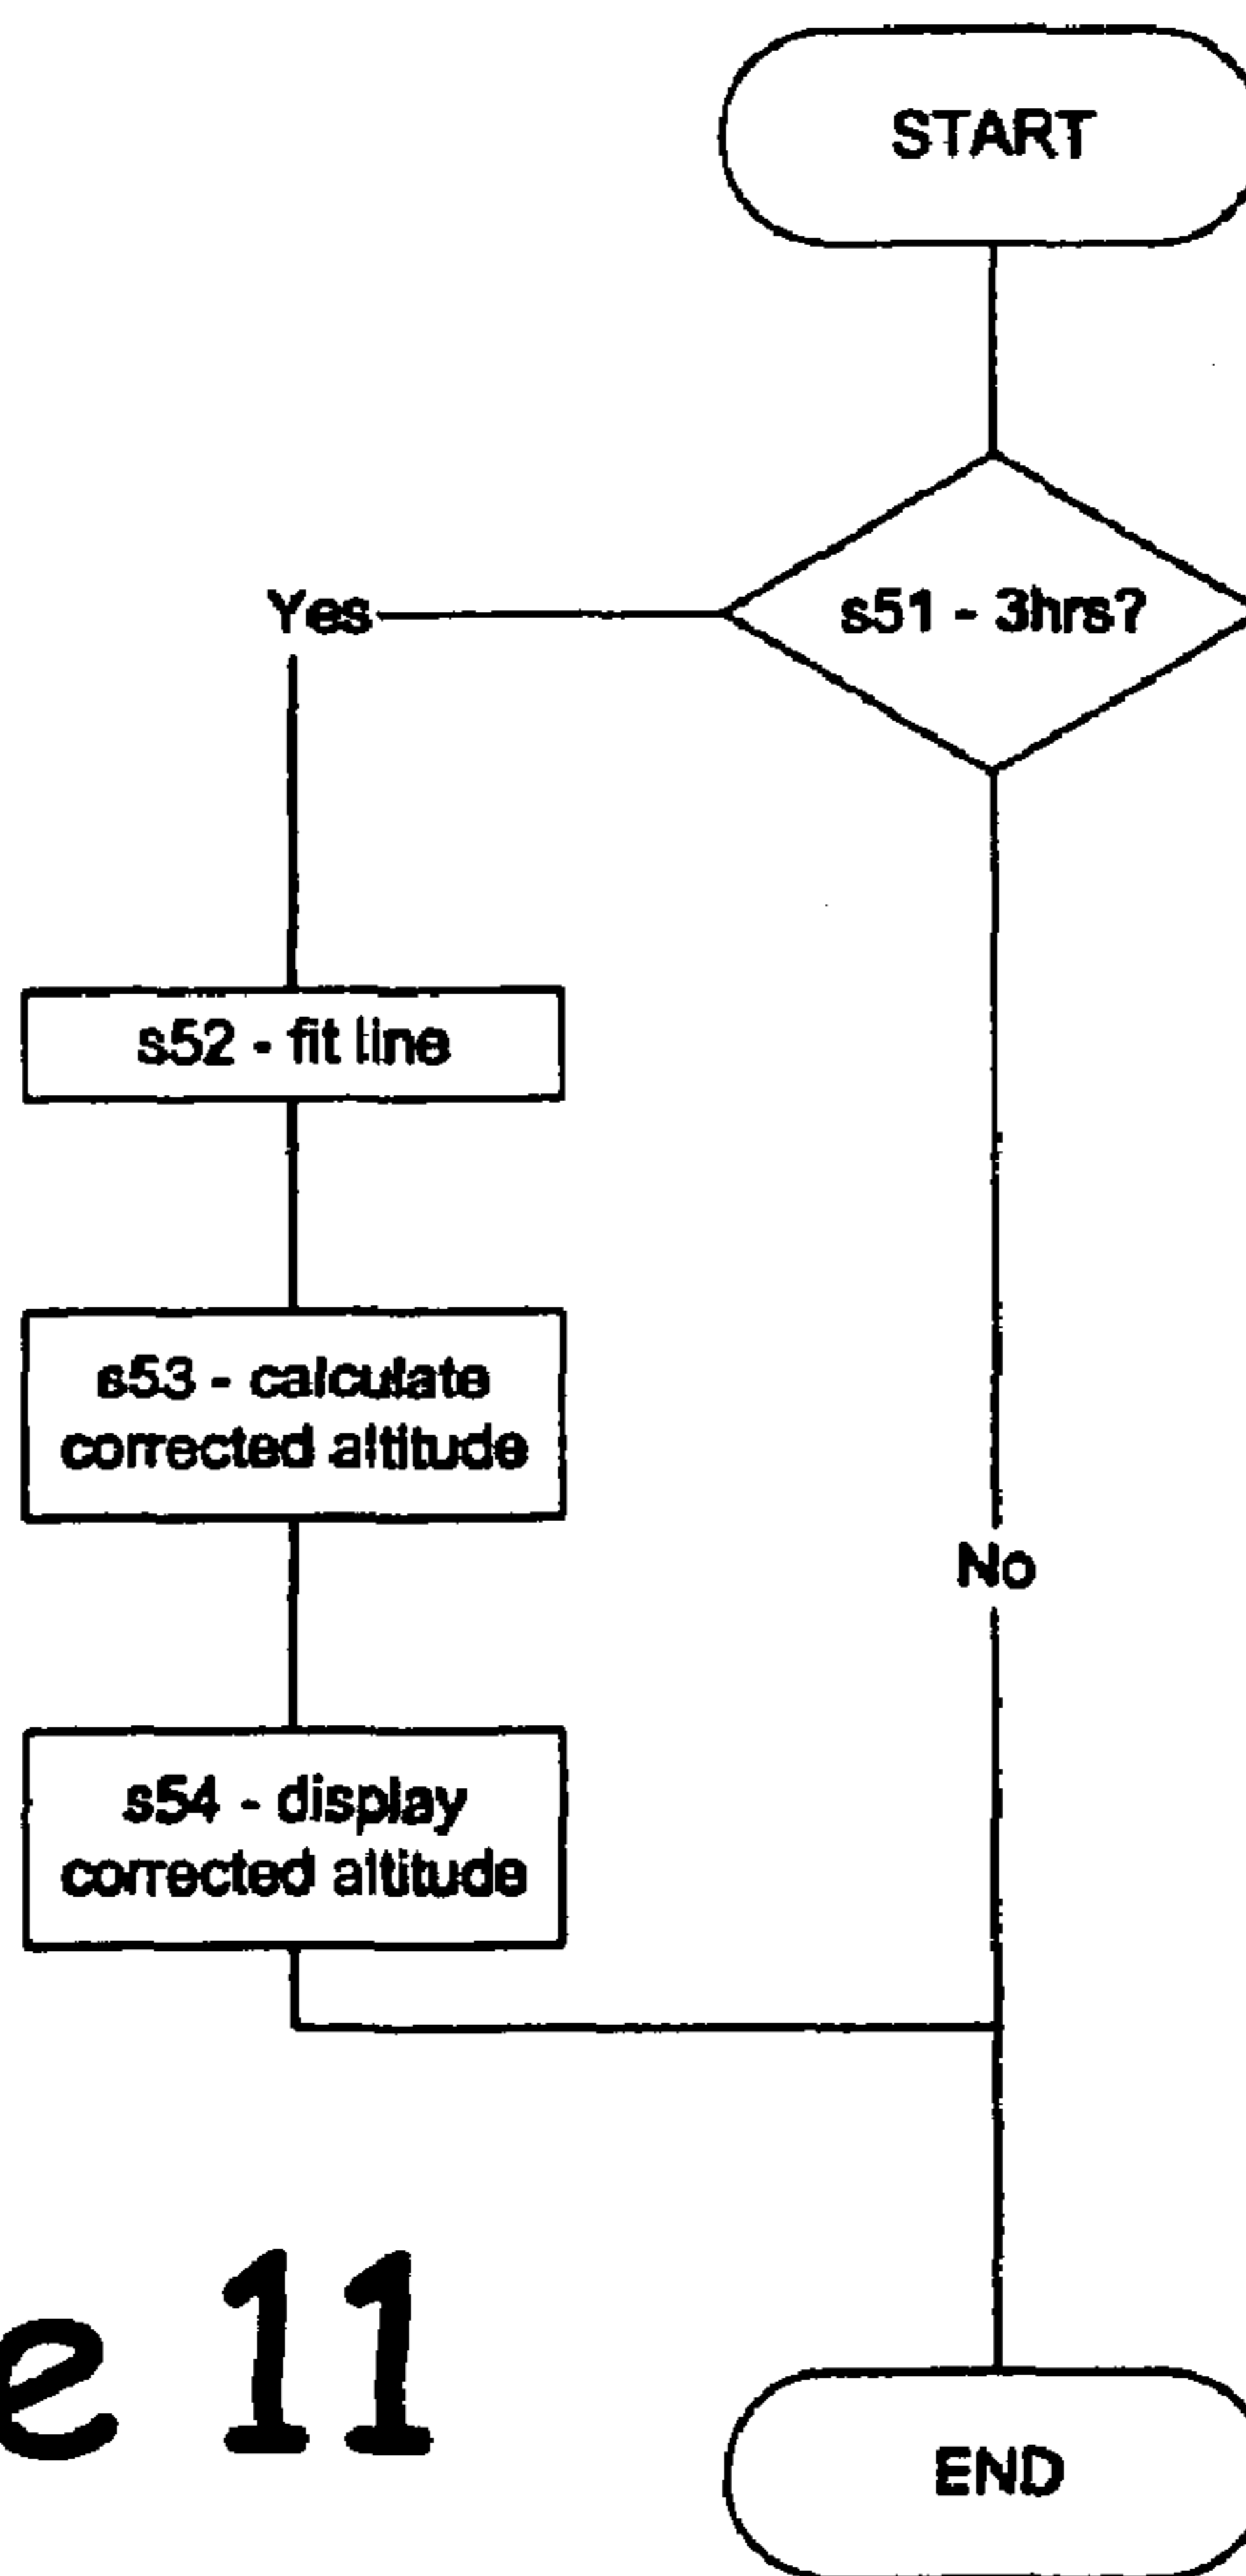 START
s51 - 3hrs?
Yes
s52 - fit line
s53 - calculate
corrected altitude
No
s54 - display
corrected altitude
e 11
END